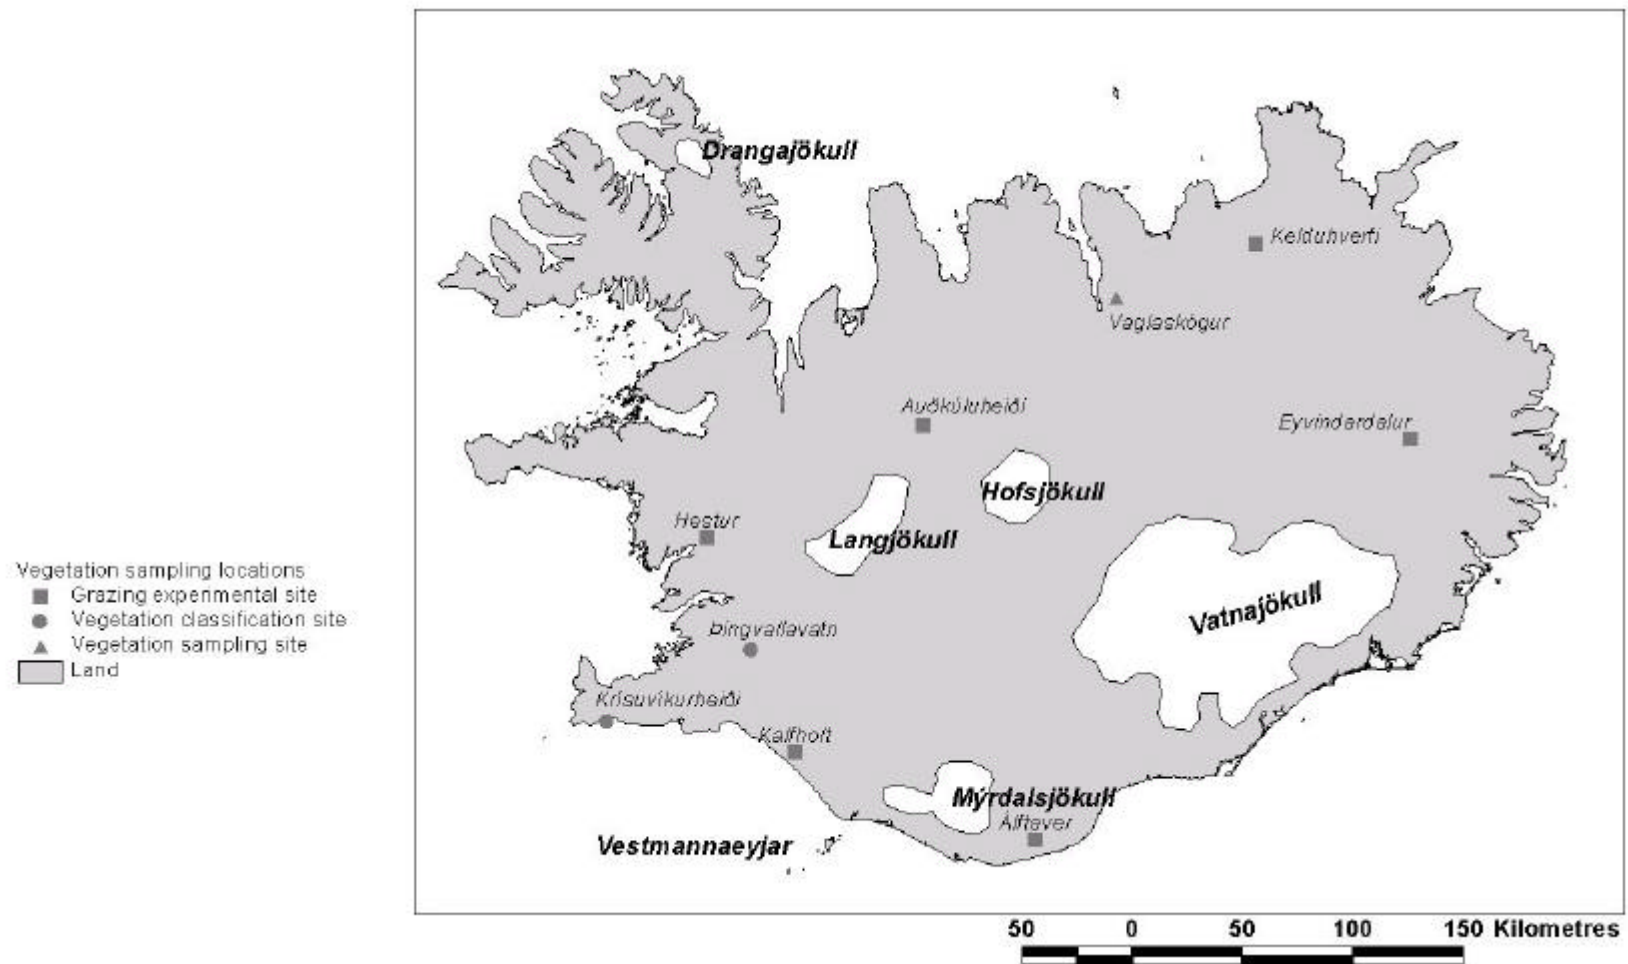 Drangajökull
Kelduhverfi
Vaglaskógur
Auðkúluheiði
Eyvindardalur
Hofsjökull
Hestur
Langjökull
Vatnajökull
Vegetation sampling locations
Grazing experimental site
Vegetation classification site
Vegetation sampling site
Land
Þingvallavatn
Krísuvíkurheiði
Kalfholt
Mýrdalsjökull
Álftaver
Vestmannaeyjar
50 0 50 100 150 Kilometres